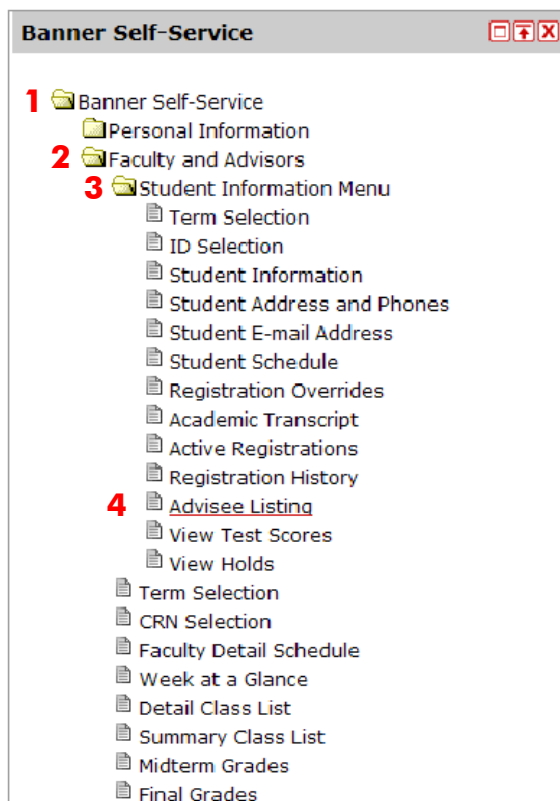 Banner Self-Service
1 Banner Self-Service
Personal Information
2 Faculty and Advisors
3 Student Information Menu
Term Selection
ID Selection
Student Information
Student Address and Phones
Student E-mail Address
Student Schedule
Registration Overrides
Academic Transcript
Active Registrations
Registration History
4 Advisee Listing
View Test Scores
View Holds
Term Selection
CRN Selection
Faculty Detail Schedule
Week at a Glance
Detail Class List
Summary Class List
Midterm Grades
Final Grades